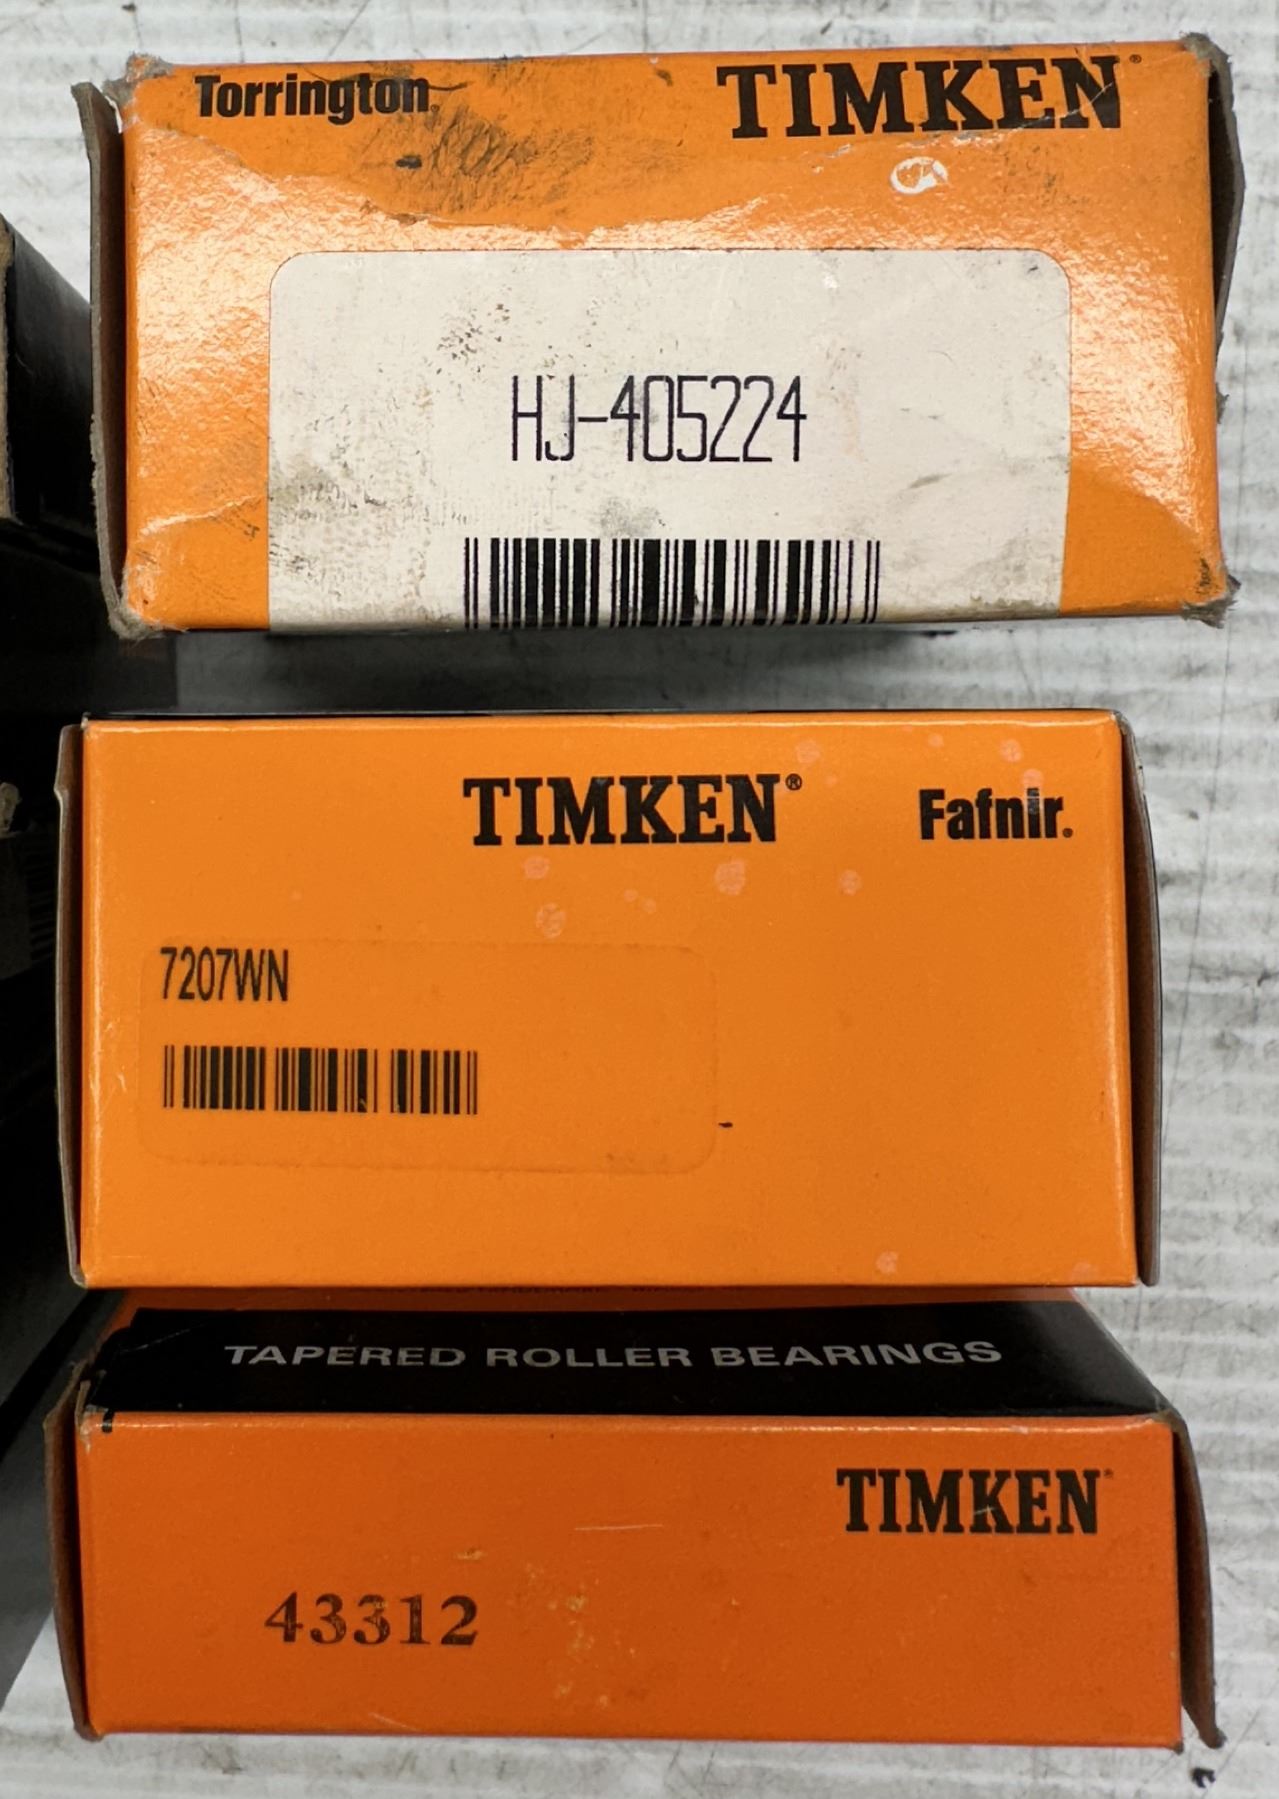 Torrington® TIMKEN®
HJ-405224
TIMKEN® Fafnir®
7207WN
TAPERED ROLLER BEARINGS
TIMKEN®
43312